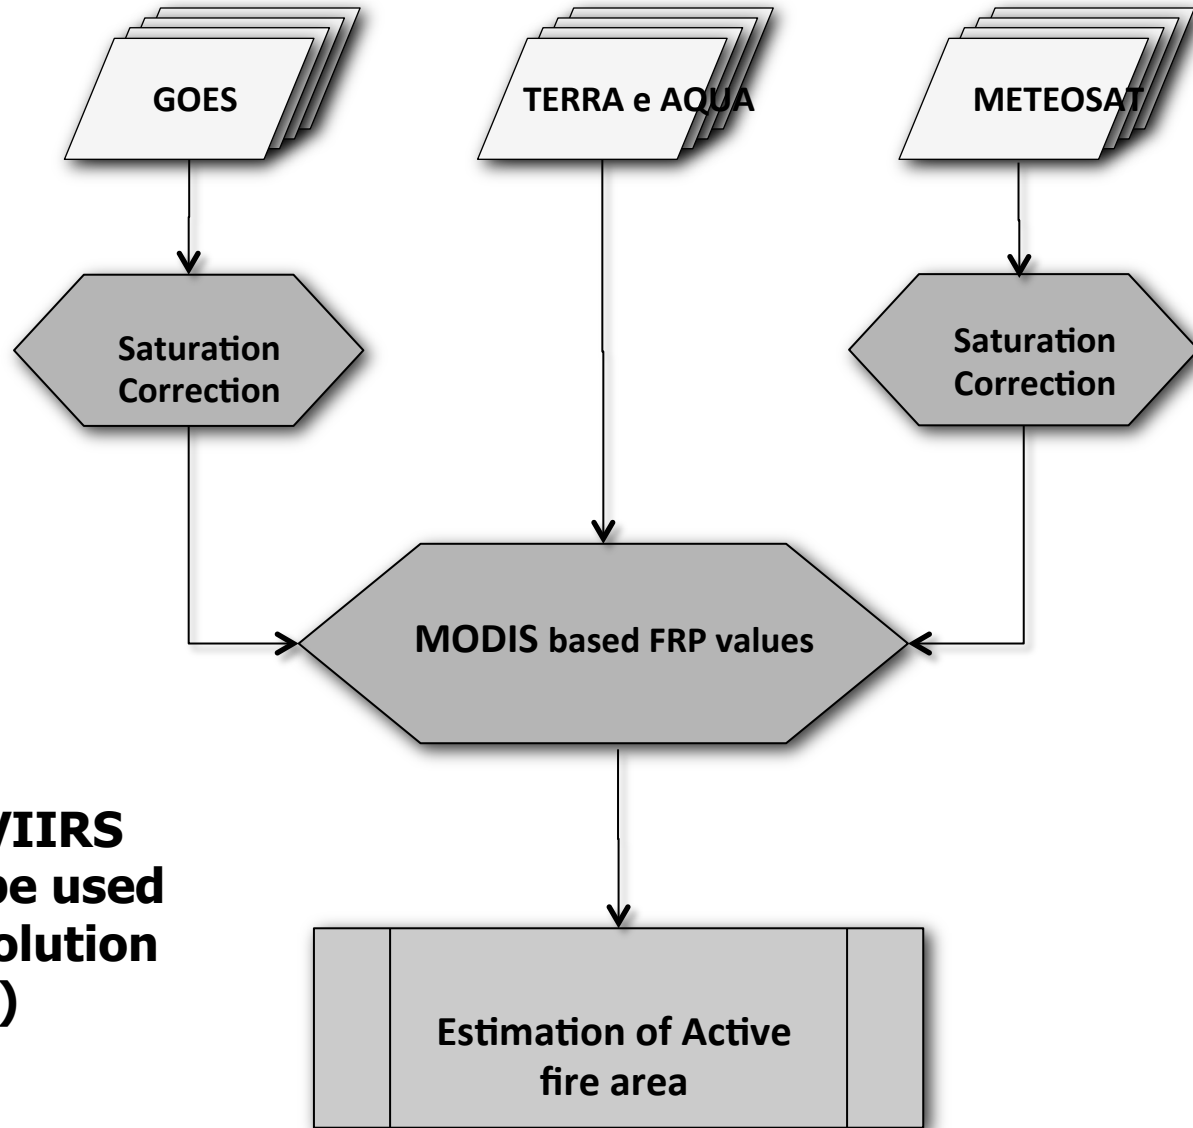 GOES
TERRA e AQUA
METEOSAT
Saturation
Correction
Saturation
Correction
MODIS based FRP values
VIIRS
be used
olution
)
Estimation of Active
fire area